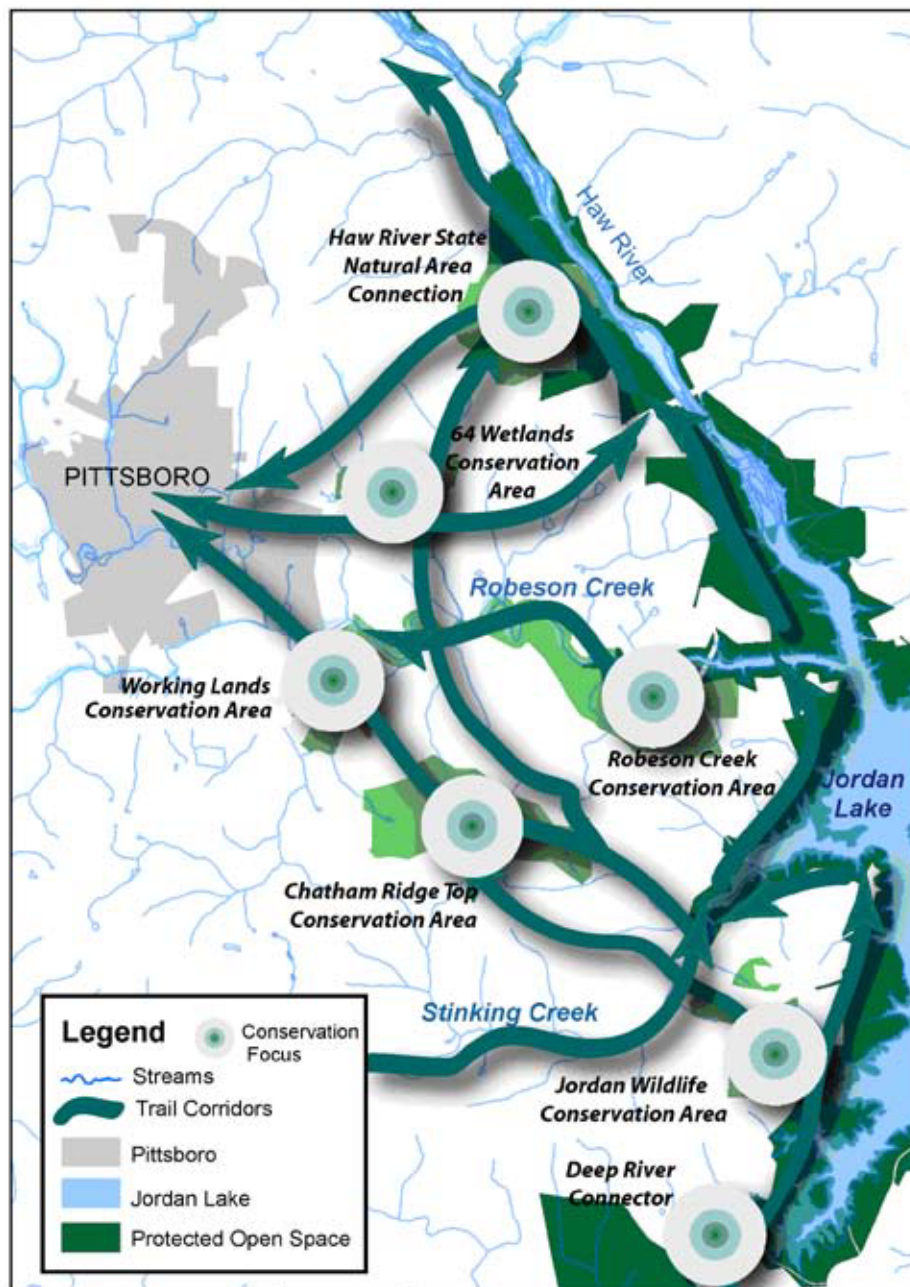 Haw River
Haw River State
Natural Area
Connection
64 Wetlands
Conservation
Area
PITTSBORO
Robeson Creek
Working Lands
Conservation Area
Robeson Creek
Conservation Area
Jordan
Lake
Chatham Ridge Top
Conservation Area
Stinking Creek
Jordan Wildlife
Conservation Area
Deep River
Connector
Legend
Conservation
Focus
Streams
Trail Corridors
Pittsboro
Jordan Lake
Protected Open Space